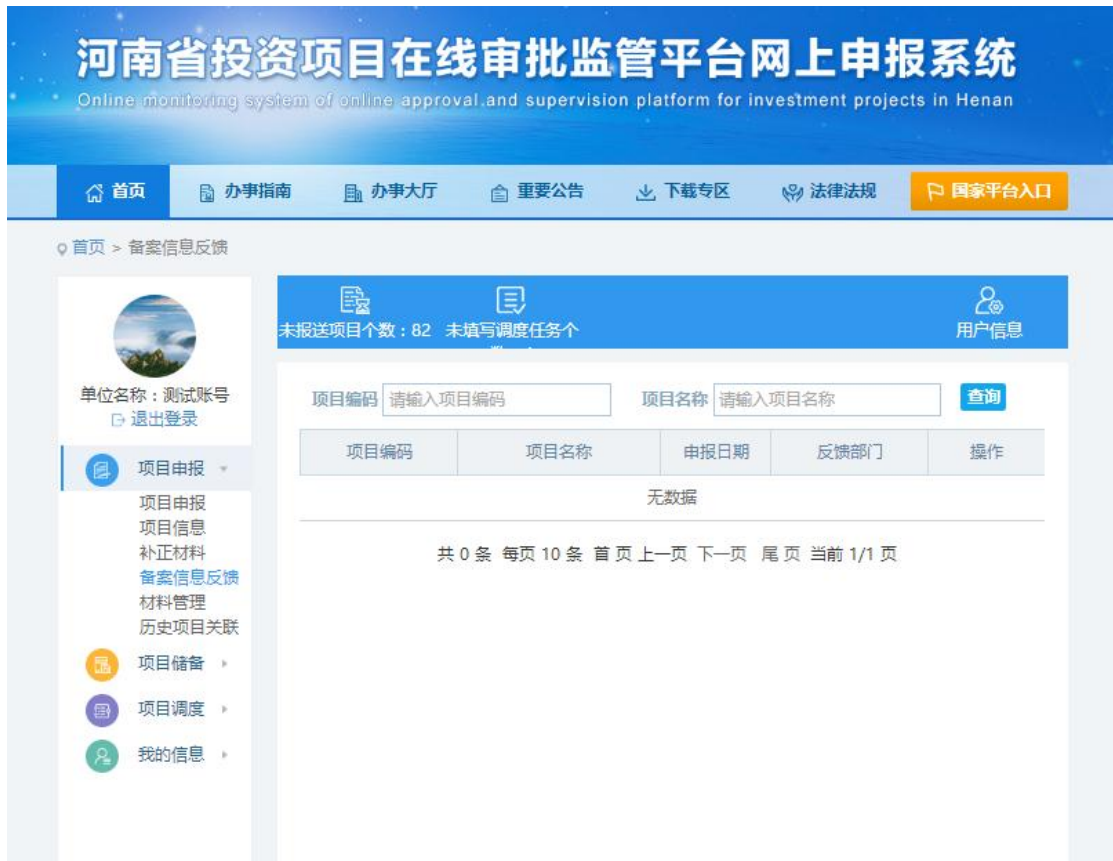 河南省投资项目在线审批监管平台网上申报系统
Online monitoring system of online approval.and supervision platform for investment projects in Henan
首页 办事指南 办事大厅 重要公告 下载专区 法律法规 国家平台入口
首页 > 备案信息反馈
未报送项目个数：82 未填写调度任务个
用户信息
单位名称：测试账号
退出登录
项目编码 请输入项目编码 项目名称 请输入项目名称 查询
项目编码 项目名称 申报日期 反馈部门 操作
无数据
共 0 条 每页 10 条 首 页 上一页 下一页 尾 页 当前 1/1 页
项目申报
项目申报
项目信息
补正材料
备案信息反馈
材料管理
历史项目关联
项目储备
项目调度
我的信息